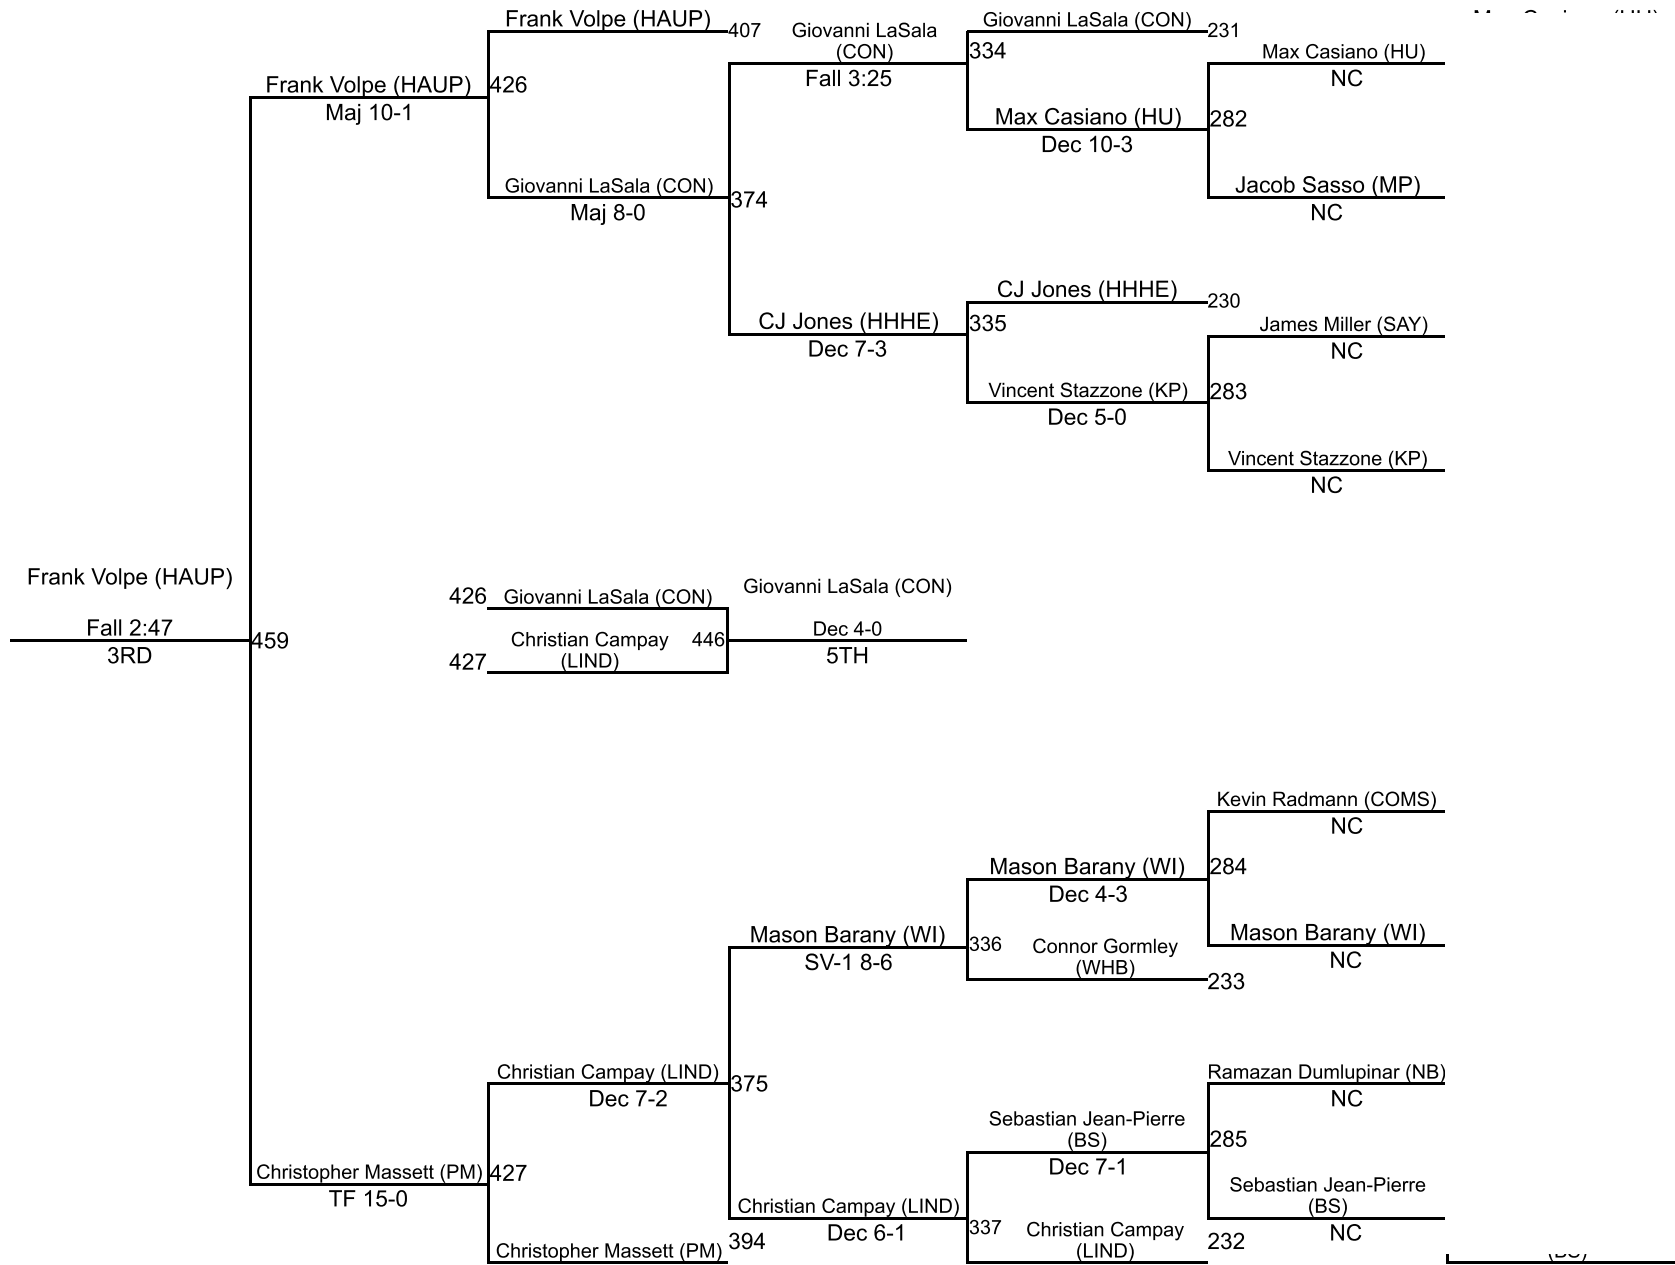 Frank Volpe (HAUP)
407
Giovanni LaSala
(CON)
Fall 3:25
Giovanni LaSala (CON)
231
334
Max Casiano (HU)
NC
Frank Volpe (HAUP)
Maj 10-1
426
Max Casiano (HU)
Dec 10-3
282
Giovanni LaSala (CON)
Maj 8-0
374
Jacob Sasso (MP)
NC
CJ Jones (HHHE)
230
CJ Jones (HHHE)
Dec 7-3
335
James Miller (SAY)
NC
Vincent Stazzone (KP)
Dec 5-0
283
Vincent Stazzone (KP)
NC
Frank Volpe (HAUP)
Fall 2:47
3RD
459
426
Giovanni LaSala (CON)
427
Christian Campay
(LIND)
446
Giovanni LaSala (CON)
Dec 4-0
5TH
Kevin Radmann (COMS)
NC
Mason Barany (WI)
Dec 4-3
284
Mason Barany (WI)
SV-1 8-6
336
Connor Gormley
(WHB)
233
Mason Barany (WI)
NC
Christian Campay (LIND)
Dec 7-2
375
Ramazan Dumlupinar (NB)
NC
Sebastian Jean-Pierre
(BS)
Dec 7-1
285
Christopher Massett (PM)
TF 15-0
427
Christian Campay (LIND)
Dec 6-1
337
Sebastian Jean-Pierre
(BS)
NC
Christopher Massett (PM)
394
Christian Campay
(LIND)
232